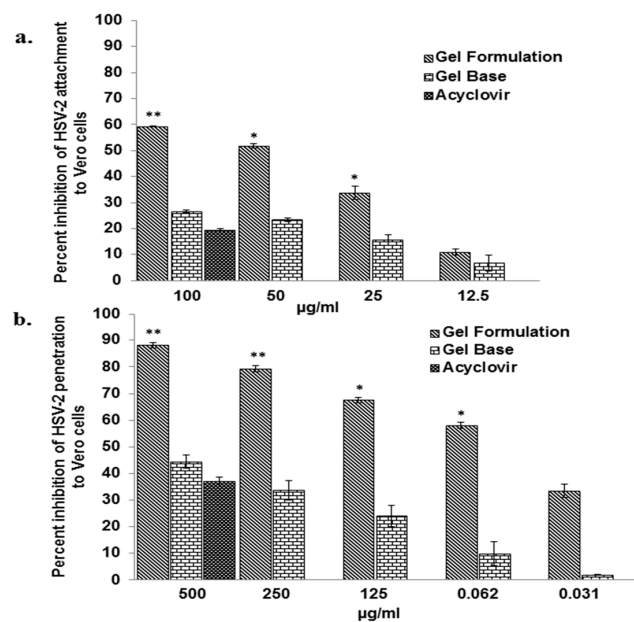 a.
Percent inhibition of HSV-2 attachment
to Vero cells
100
90
80
70
60
50
40
30
20
10
0
Gel Formulation
Gel Base
Acyclovir
**
*
*
100 50 25 12.5
µg/ml
b.
Percent inhibition of HSV-2 penetration
to Vero cells
100
90
80
70
60
50
40
30
20
10
0
Gel Formulation
Gel Base
Acyclovir
**
**
*
*
500 250 125 0.062 0.031
µg/ml